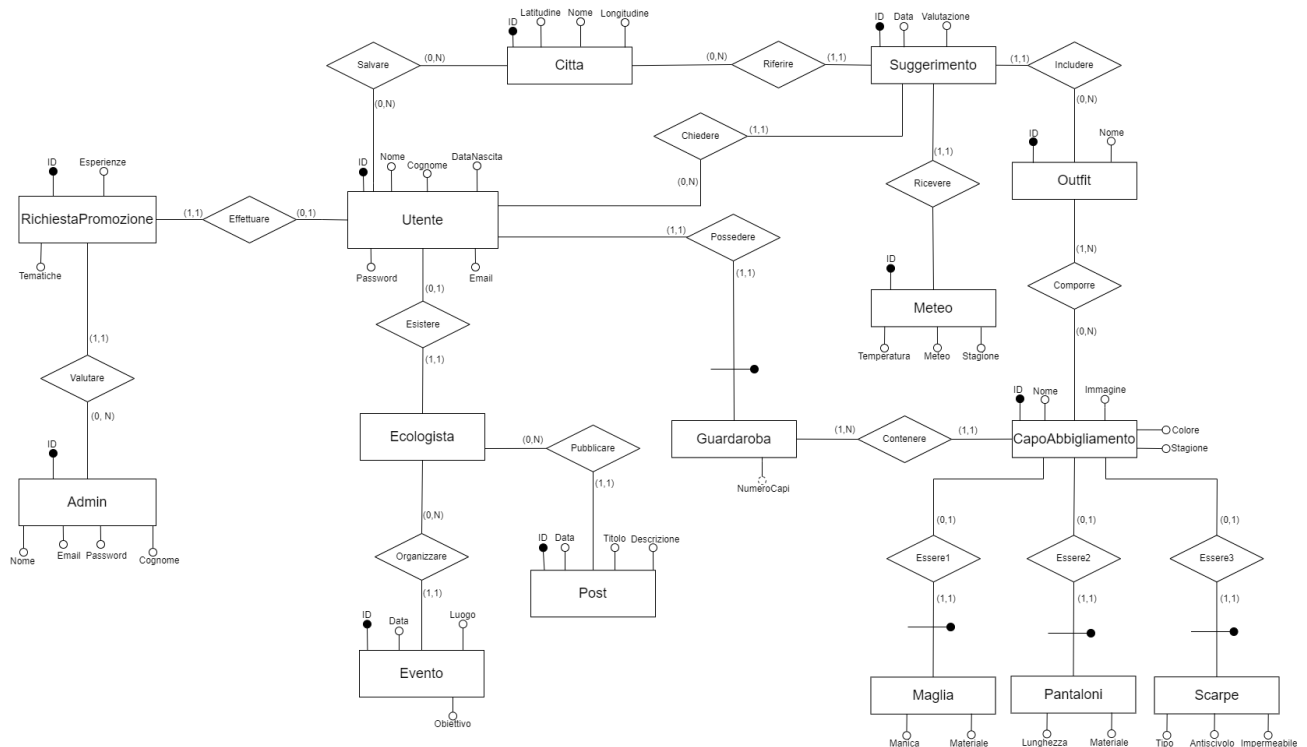 Latitudine Nome Longitudine
ID
Citta
ID Data Valutazione
Suggerimento
Salvare
(0,N)
(0,N)
Riferire
(1,1)
(1,1)
Includere
(0,N)
(0,N)
Chiedere
(1,1)
(0,N)
(1,1)
Ricevere
(1,1)
ID
Nome
Outfit
ID
Esperienze
RichiestaPromozione
Tematiche
(1,1)
Effettuare
(0,1)
ID
Nome
Cognome
DataNascita
Utente
Password
Email
(1,1)
Possedere
(1,1)
(1,N)
Comporre
(0,N)
ID
Meteo
Temperatura
Meteo
Stagione
(0,1)
Esistere
(1,1)
(1,1)
Valutare
(0, N)
ID
Admin
Nome
Email
Password
Cognome
Ecologista
(0,N)
Pubblicare
(1,1)
Guardaroba
NumeroCapi
(1,N)
Contenere
(1,1)
ID
Nome
Immagine
CapoAbbigliamento
Colore
Stagione
(0,N)
Organizzare
(1,1)
ID
Data
Titolo
Descrizione
Post
ID
Data
Luogo
Evento
Obiettivo
(0,1)
(0,1)
(0,1)
Essere1
Essere2
Essere3
(1,1)
(1,1)
(1,1)
Maglia
Pantaloni
Scarpe
Manica
Materiale
Lunghezza
Materiale
Tipo
Antiscivolo
Impermeabile